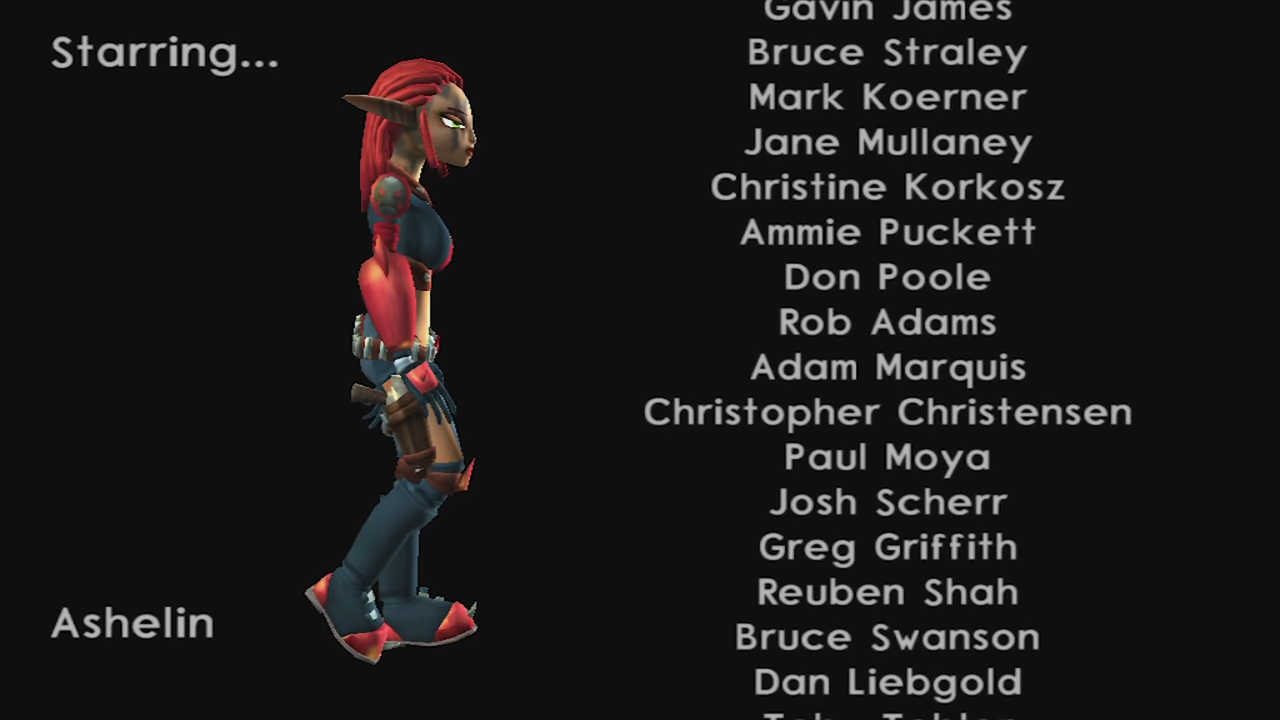 Starring...
Ashelin
Gavin James
Bruce Straley
Mark Koerner
Jane Mullaney
Christine Korkosz
Ammie Puckett
Don Poole
Rob Adams
Adam Marquis
Christopher Christensen
Paul Moya
Josh Scherr
Greg Griffith
Reuben Shah
Bruce Swanson
Dan Liebgold